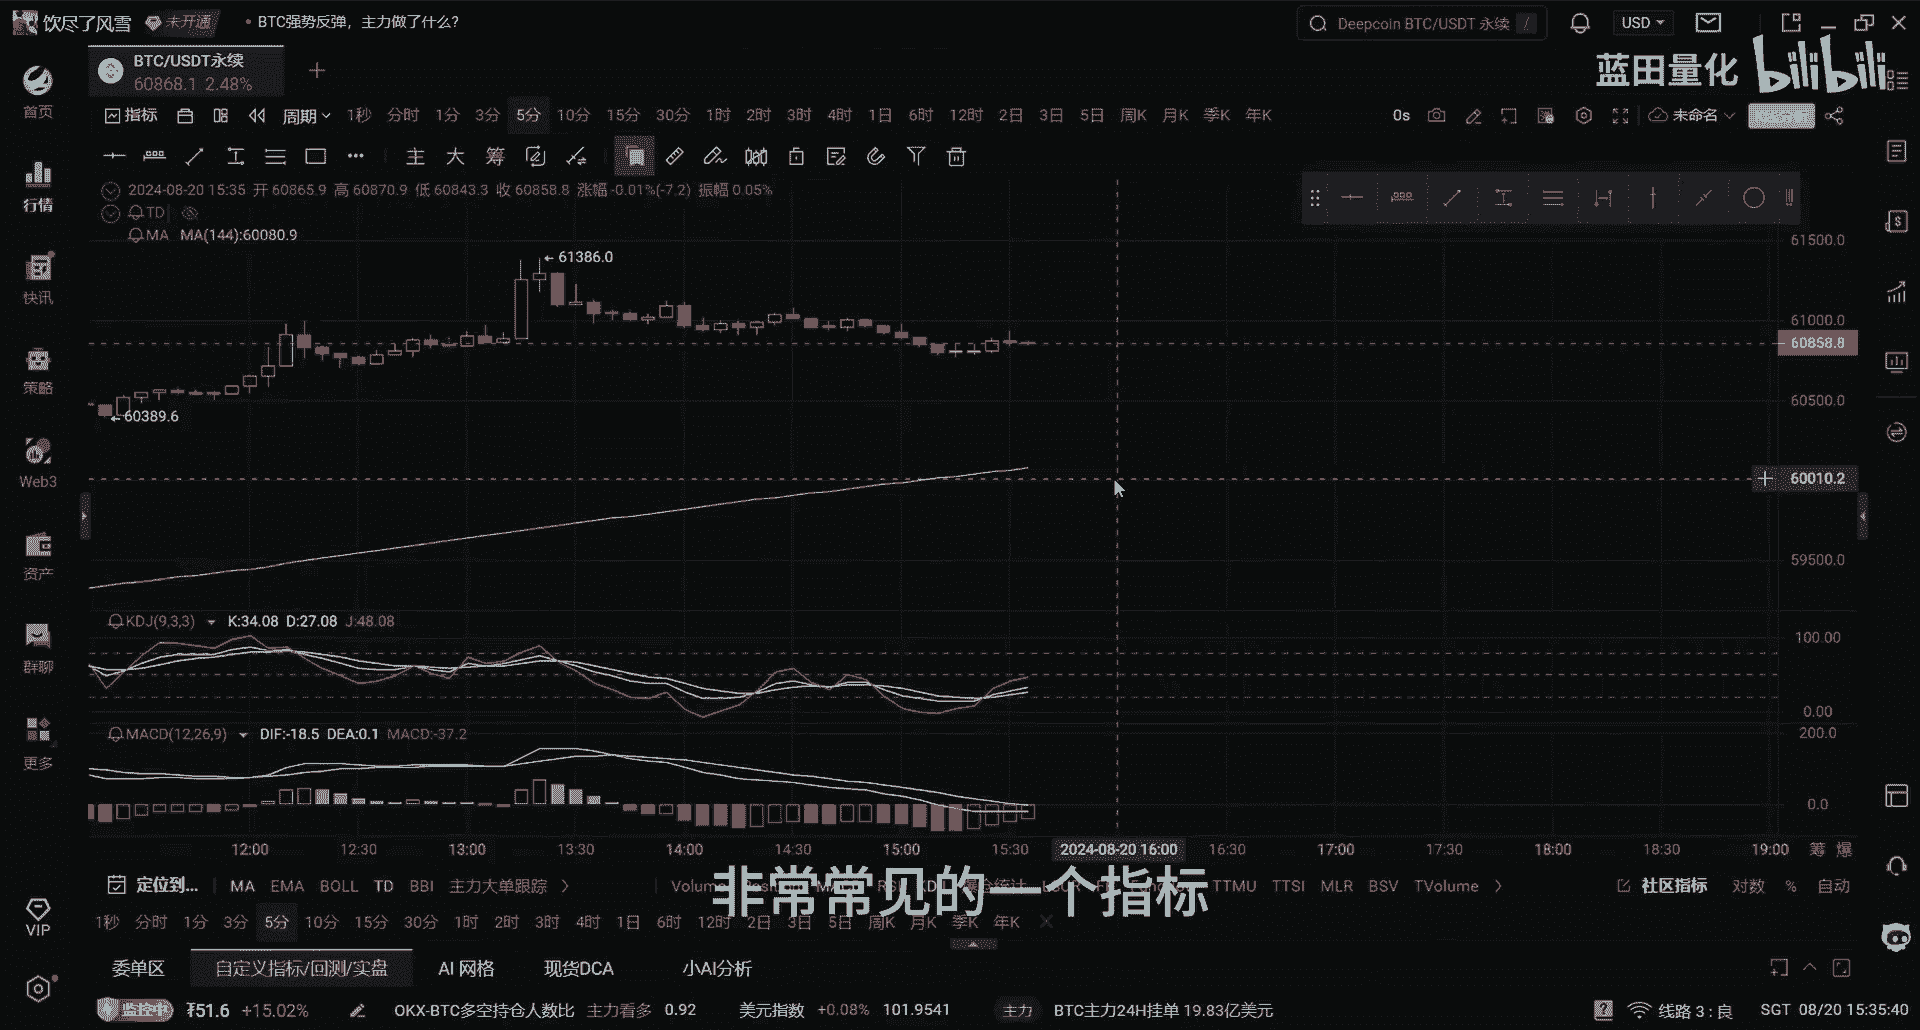 饮尽了风雪 未开通 • BTC强势反弹，主力做了什么?
Deepcoin BTC/USDT 永续 /
USD
蓝田量化 bilibili
BTC/USDT永续
60868.1 2.48%
指标 周期 1秒 分时 1分 3分 5分 10分 15分 30分 1时 2时 3时 4时 1日 6时 12时 2日 3日 5日 周K 月K 季K 年K
0s 未命名
主 大 筹
2024-08-20 15:35 开 60865.9 高 60870.9 低 60843.3 收 60858.8 涨幅 -0.01%(-7.2) 振幅 0.05%
TD
MA MA(144):60080.9
61386.0
60389.6
61500.0
61000.0
60858.8
60500.0
60010.2
59500.0
KDJ(9,3,3) K:34.08 D:27.08 J:48.08
100.00
0.00
MACD(12,26,9) DIF:-18.5 DEA:0.1 MACD:-37.2
200.0
0.0
12:00 12:30 13:00 13:30 14:00 14:30 15:00 15:30 2024-08-20 16:00 16:30 17:00 17:30 18:00 18:30 19:00 筹 爆
定位到... MA EMA BOLL TD BBI 主力大单跟踪
TTMU TTSI MLR BSV TVolume
社区指标 对数 % 自动
非常常见的一个指标
1秒 分时 1分 3分 5分 10分 15分 30分 1时 2时 3时 4时 1日 6时 12时 2日 3日 5日 周K 月K 季K 年K
委单区 自定义指标/回测/实盘 AI 网格 现货DCA 小AI分析
监控中 ₮51.6 +15.02% OKX-BTC多空持仓人数比 主力看多 0.92 美元指数 +0.08% 101.9541 主力 BTC主力24H挂单 19.83亿美元
线路 3 : 良 SGT 08/20 15:35:40
首页
行情
快讯
策略
Web3
资产
群聊
更多
VIP